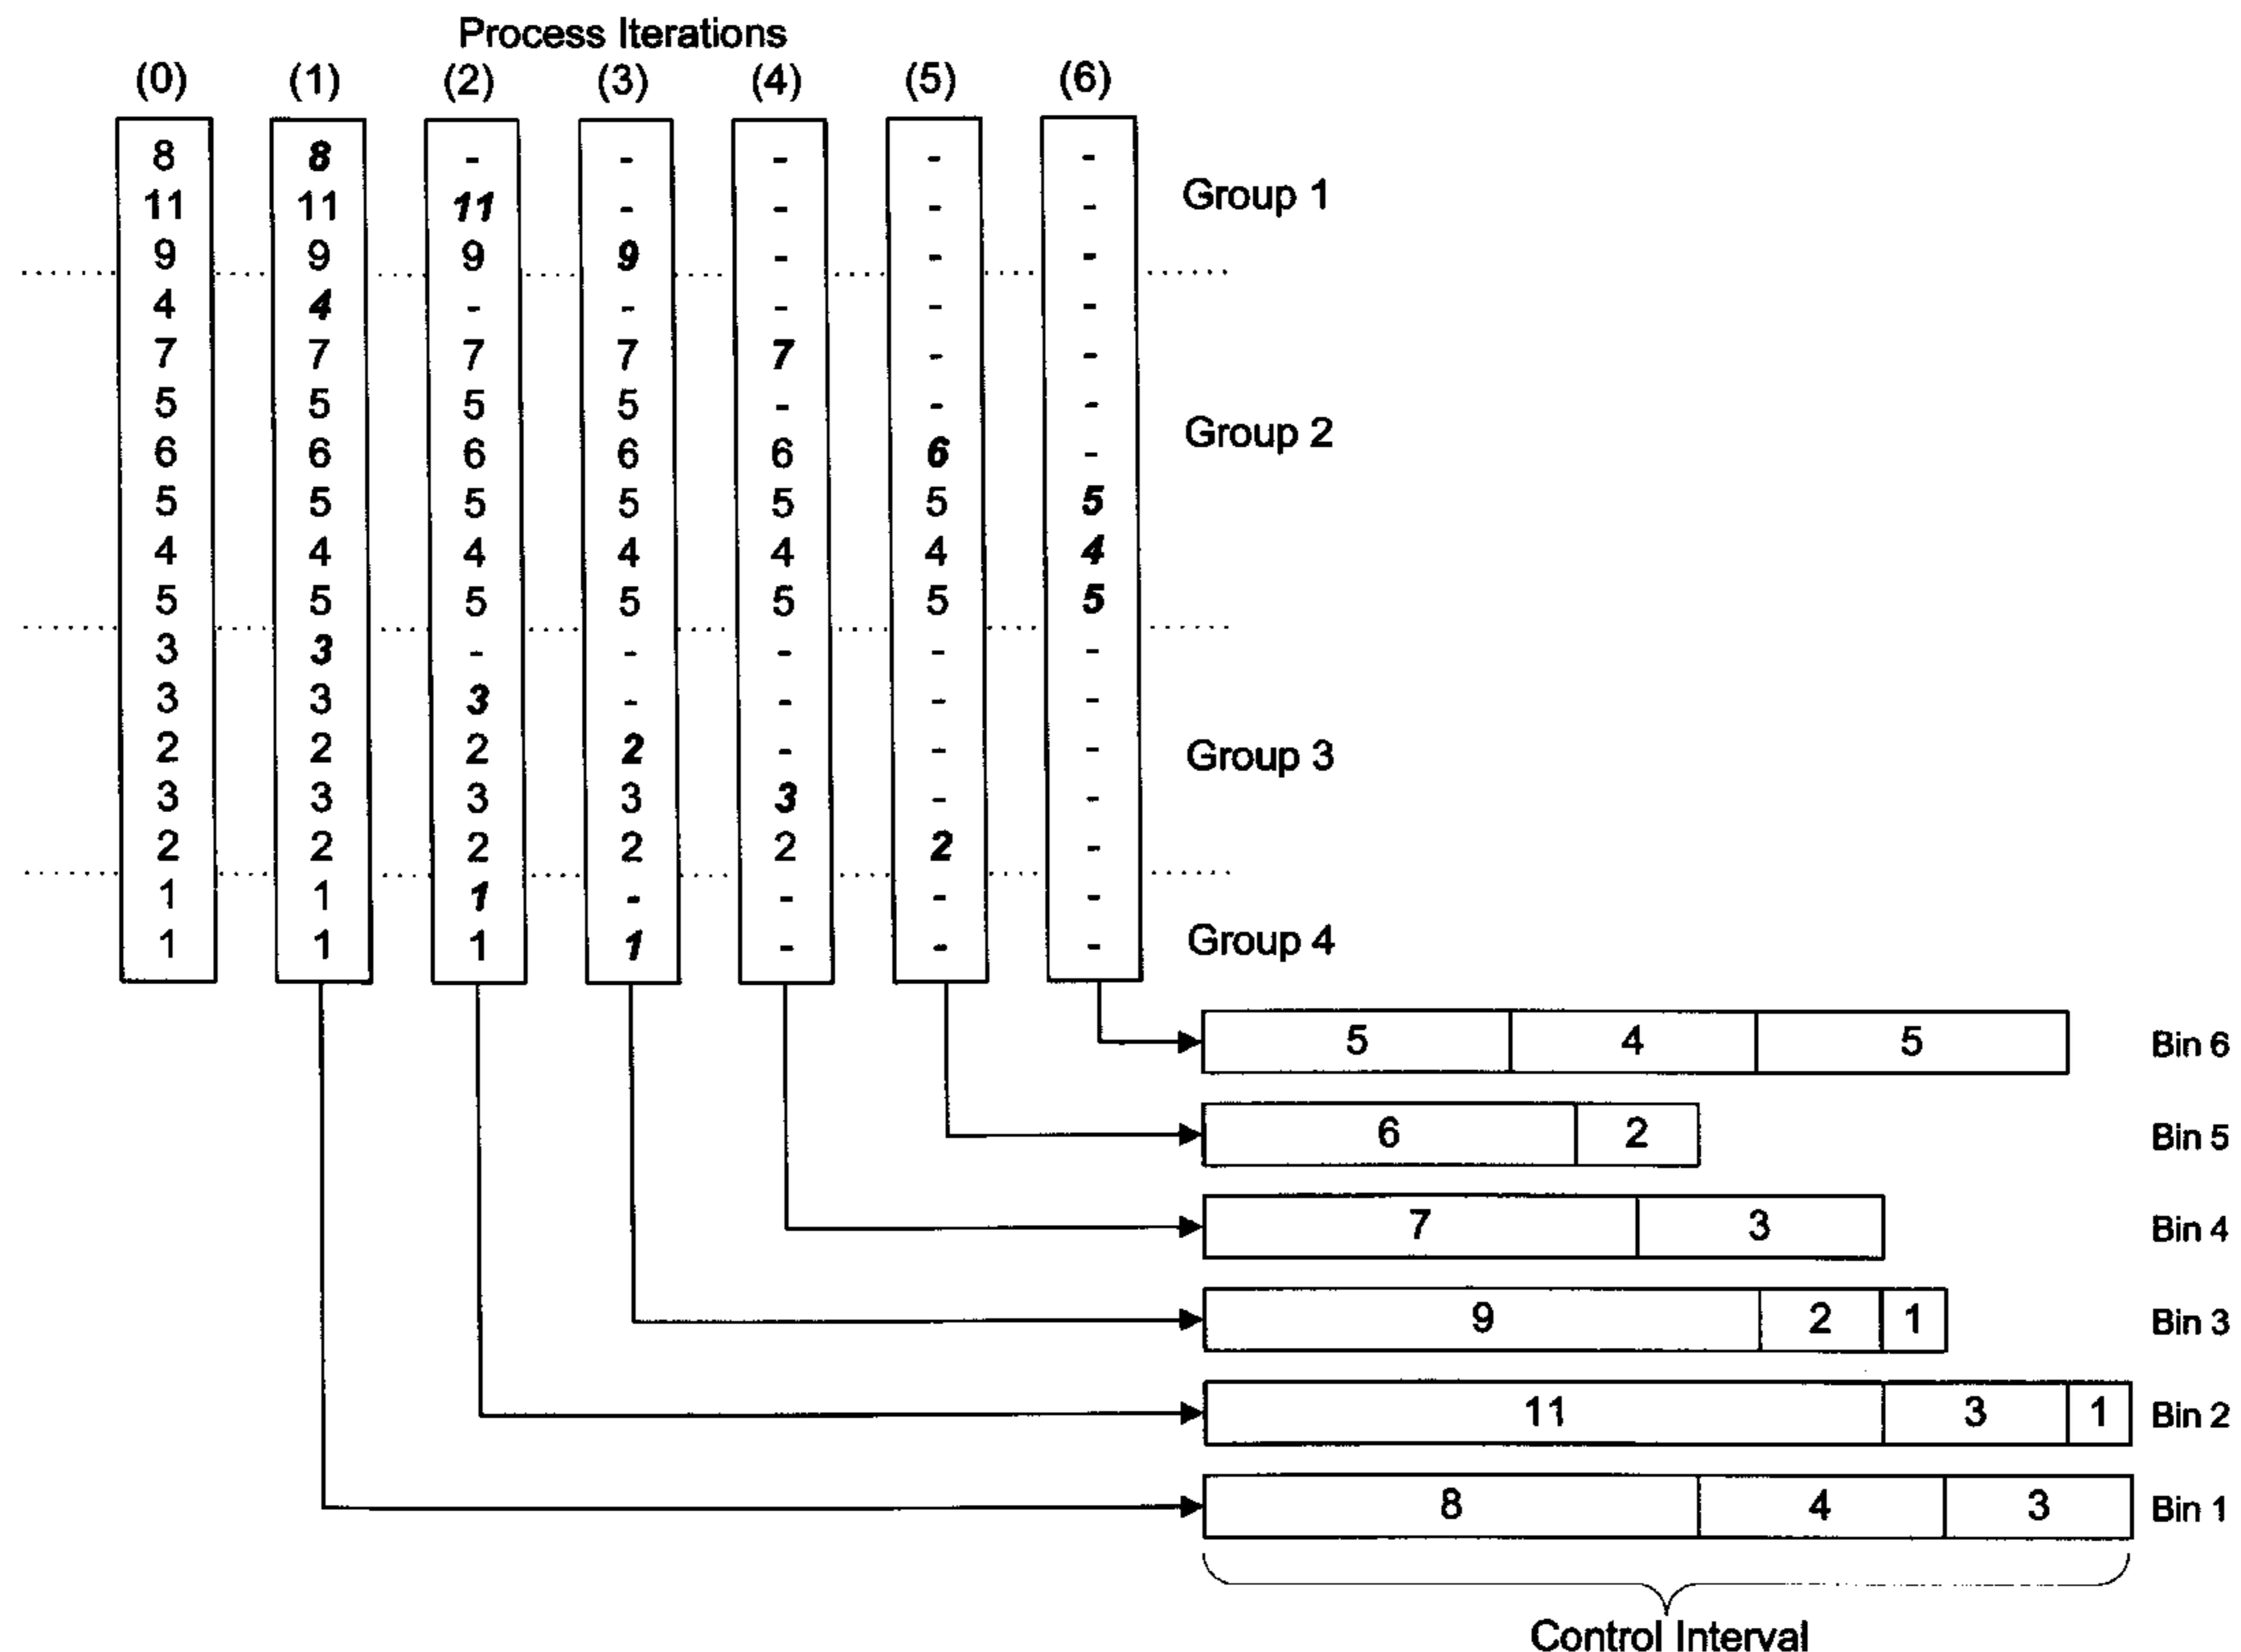 Process Iterations
(0) (1) (2) (3) (4) (5) (6)
8 8 - - - - -
11 11 11 - - - - Group 1
9 9 9 9 - - -
4 4 - - - - -
7 7 7 7 7 - -
5 5 5 5 - - -
6 6 6 6 6 6 - Group 2
5 5 5 5 5 5 5
4 4 4 4 4 4 4
5 5 5 5 5 5 5
3 3 - - - - -
3 3 3 - - - -
2 2 2 2 - - - Group 3
3 3 3 3 3 - -
2 2 2 2 2 2 -
1 1 1 - - - -
1 1 1 1 - - - Group 4
5 4 5 Bin 6
6 2 Bin 5
7 3 Bin 4
9 2 1 Bin 3
11 3 1 Bin 2
8 4 3 Bin 1
Control Interval